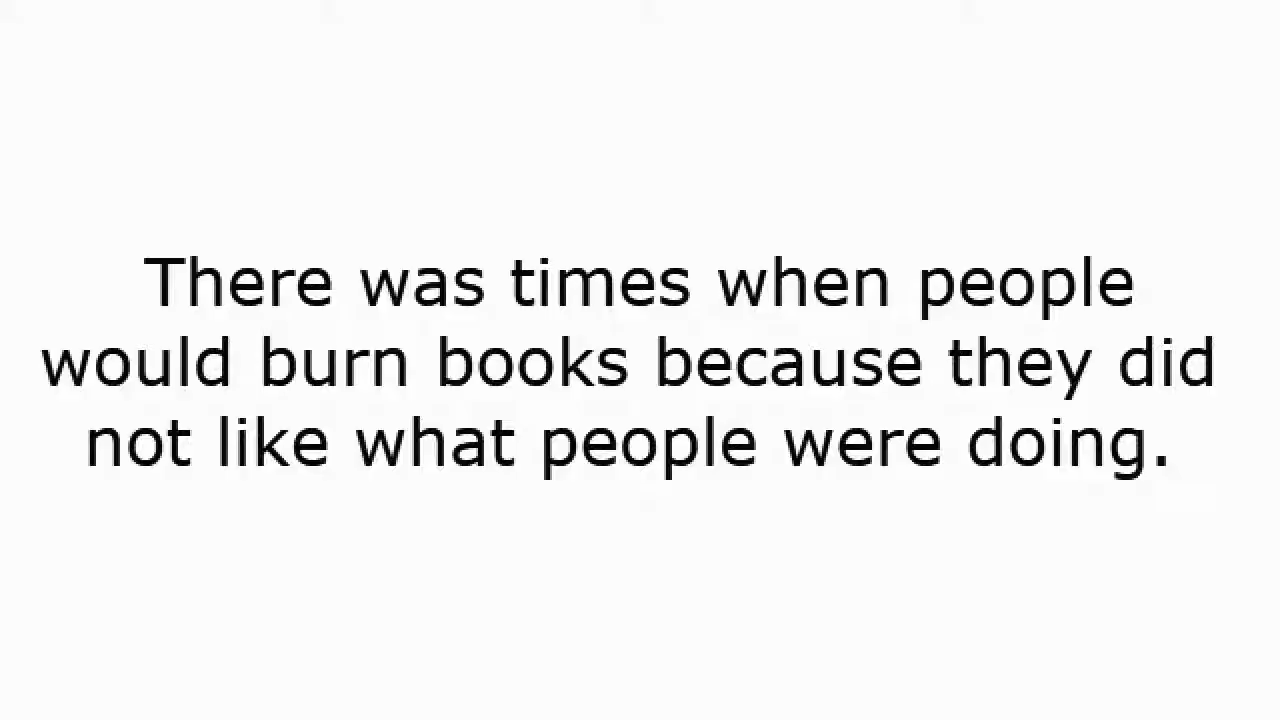 There was times when people
would burn books because they did
not like what people were doing.